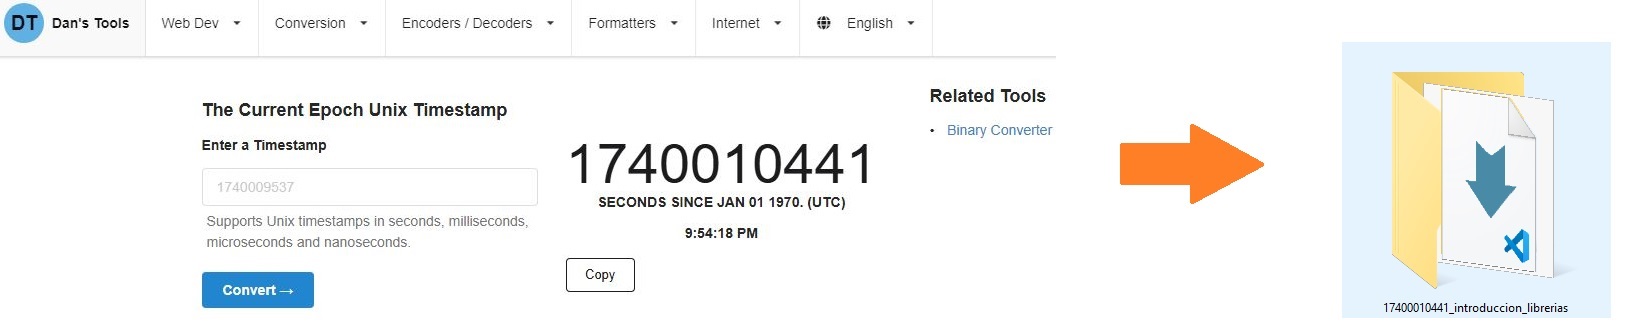 DT Dan's Tools Web Dev Conversion Encoders / Decoders Formatters Internet English
The Current Epoch Unix Timestamp
Enter a Timestamp
1740009537
Supports Unix timestamps in seconds, milliseconds,
microseconds and nanoseconds.
Convert →
1740010441
SECONDS SINCE JAN 01 1970. (UTC)
9:54:18 PM
Copy
Related Tools
• Binary Converter
17400010441_introduccion_librerias